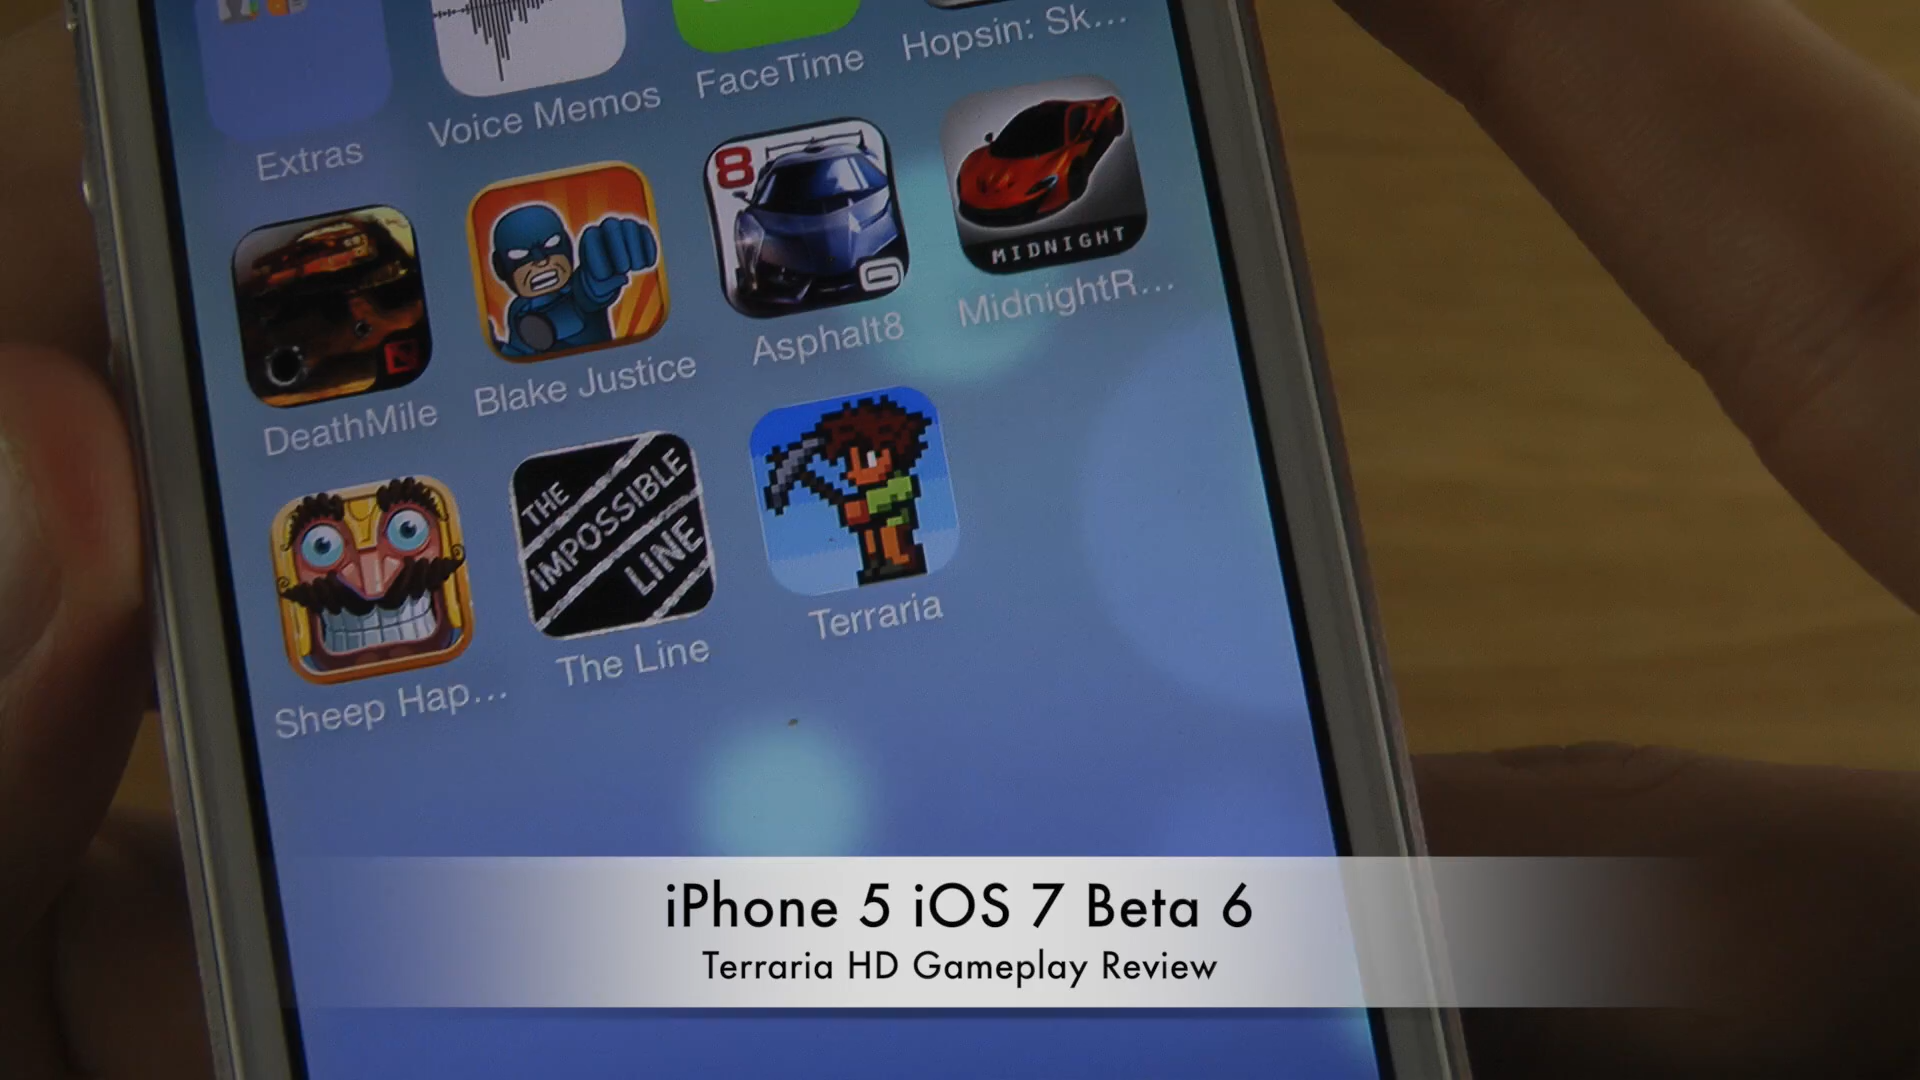 Extras
Voice Memos
FaceTime
Hopsin: Sk...
8
MIDNIGHT
DeathMile
Blake Justice
Asphalt8
MidnightR...
THE
IMPOSSIBLE
LINE
Sheep Hap...
The Line
Terraria
iPhone 5 iOS 7 Beta 6
Terraria HD Gameplay Review